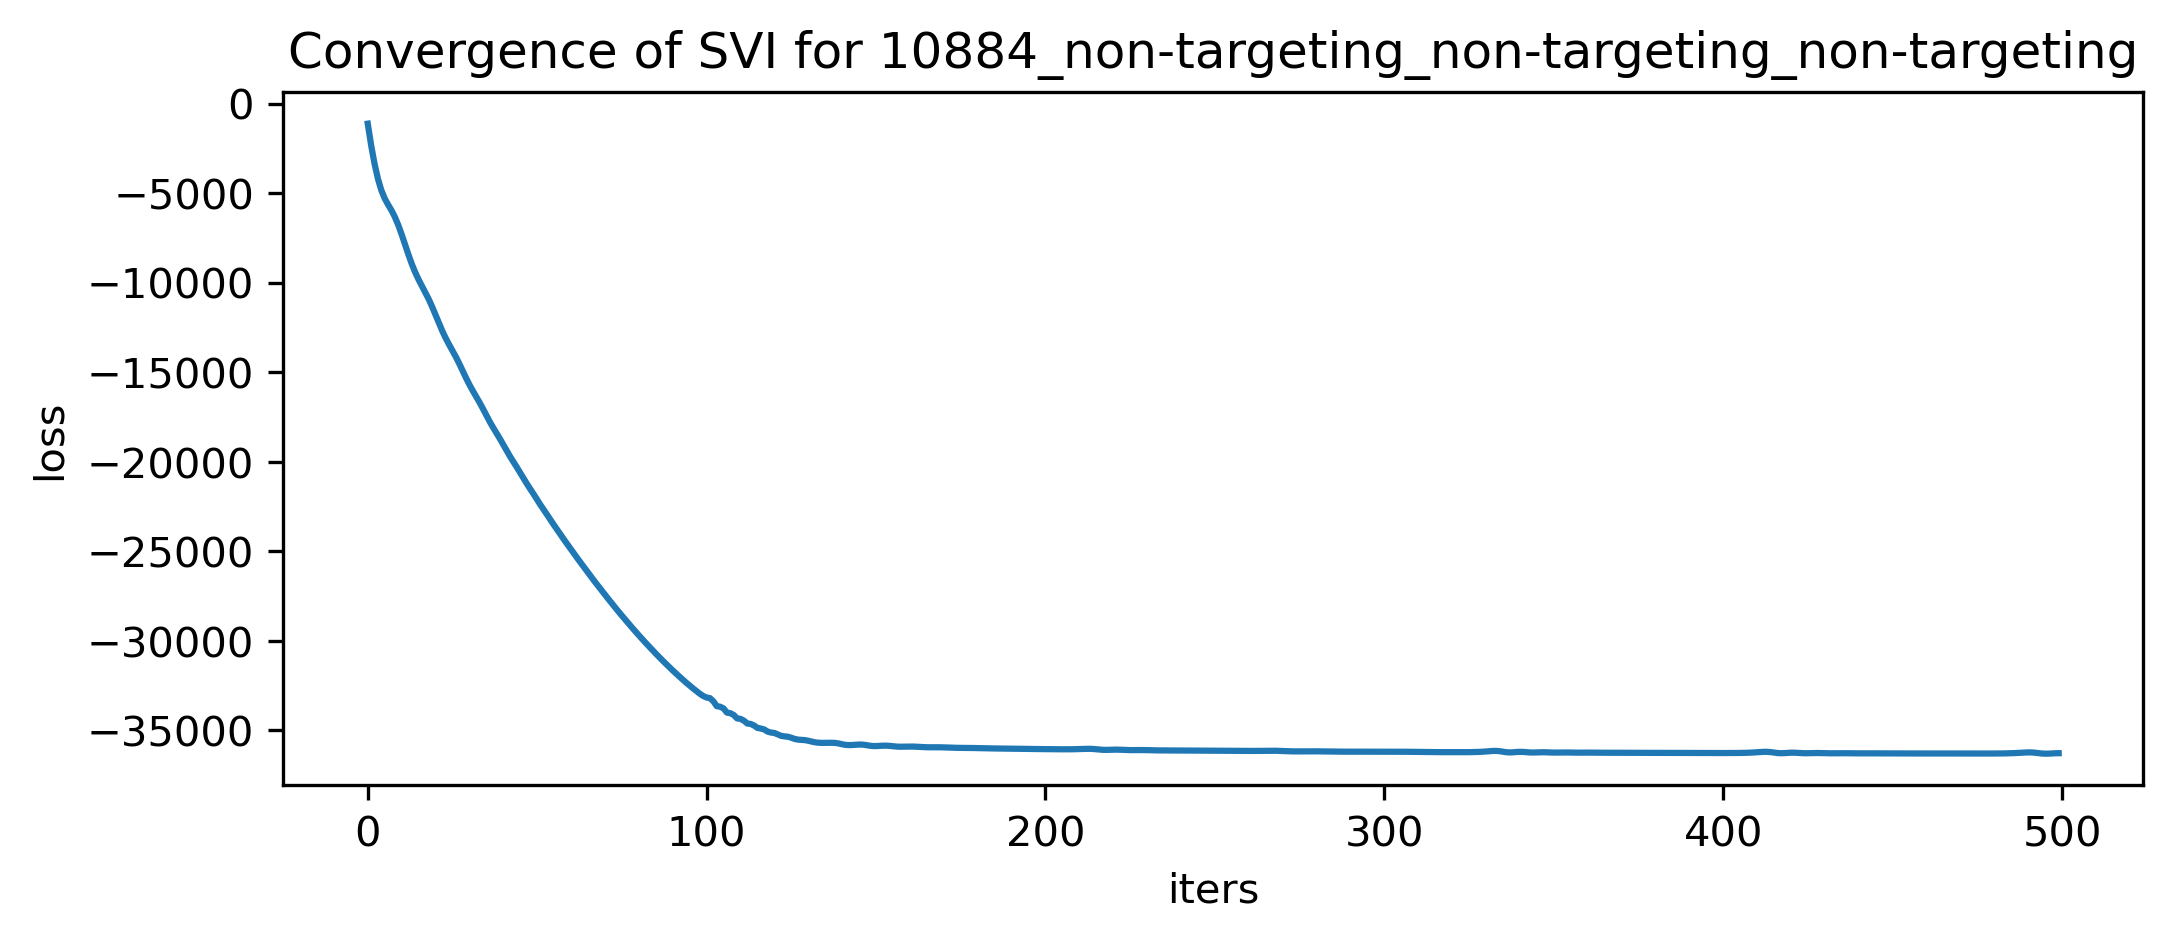 Convergence of SVI for 10884_non-targeting_non-targeting_non-targeting
0
−5000
−10000
−15000
−20000
−25000
−30000
−35000
loss
0 100 200 300 400 500
iters